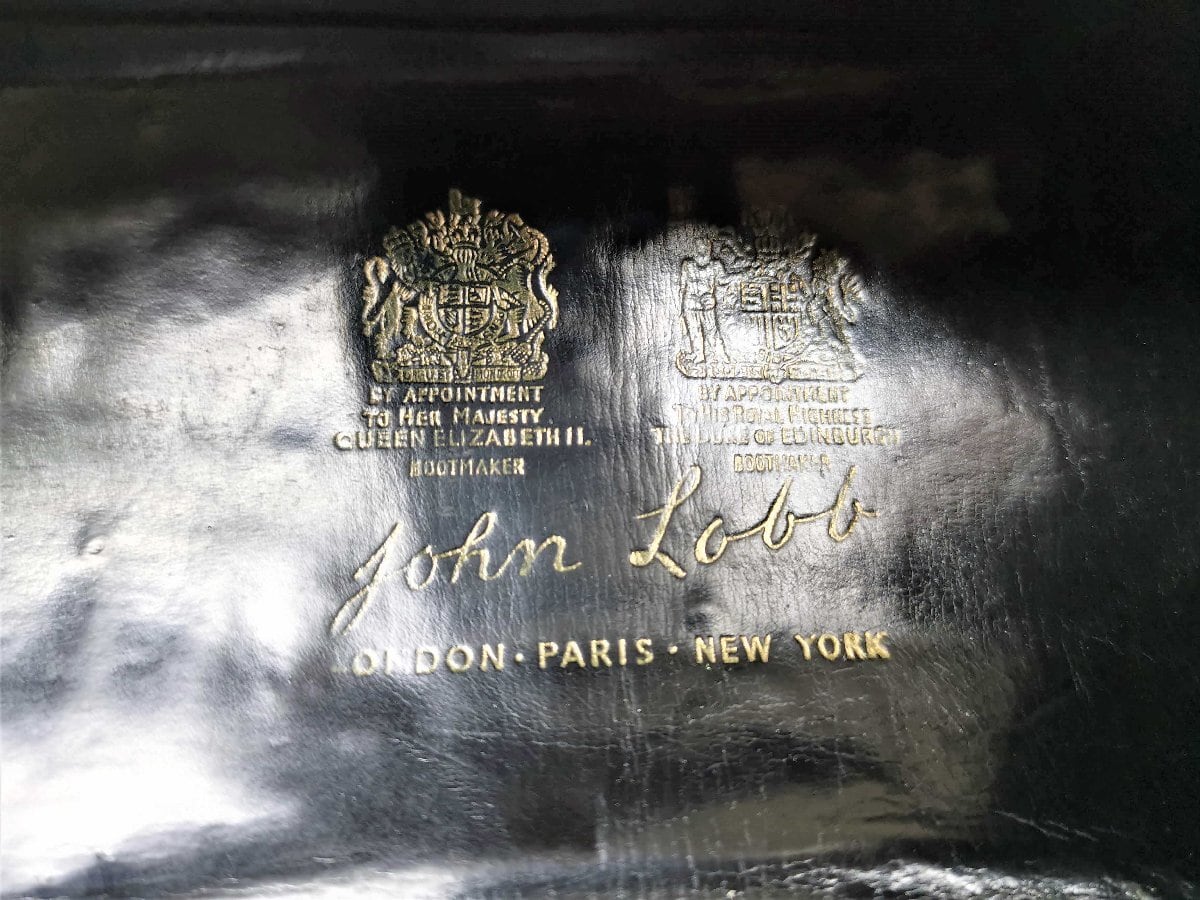 BY APPOINTMENT
TO HER MAJESTY
QUEEN ELIZABETH II.
BOOTMAKER
BY APPOINTMENT
TO HIS ROYAL HIGHNESS
THE DUKE OF EDINBURGH
BOOTMAKER
John Lobb
LONDON · PARIS · NEW YORK